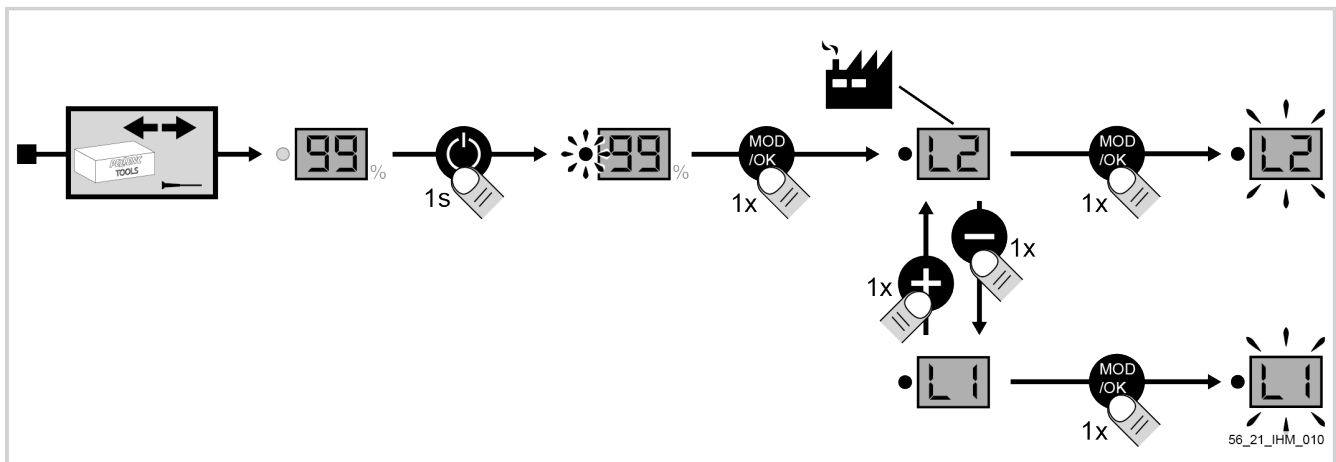 PELLENC
TOOLS
99
%
1s
99
%
MOD
/OK
1x
L2
MOD
/OK
1x
L2
1x
1x
L1
MOD
/OK
1x
L1
56_21_IHM_010